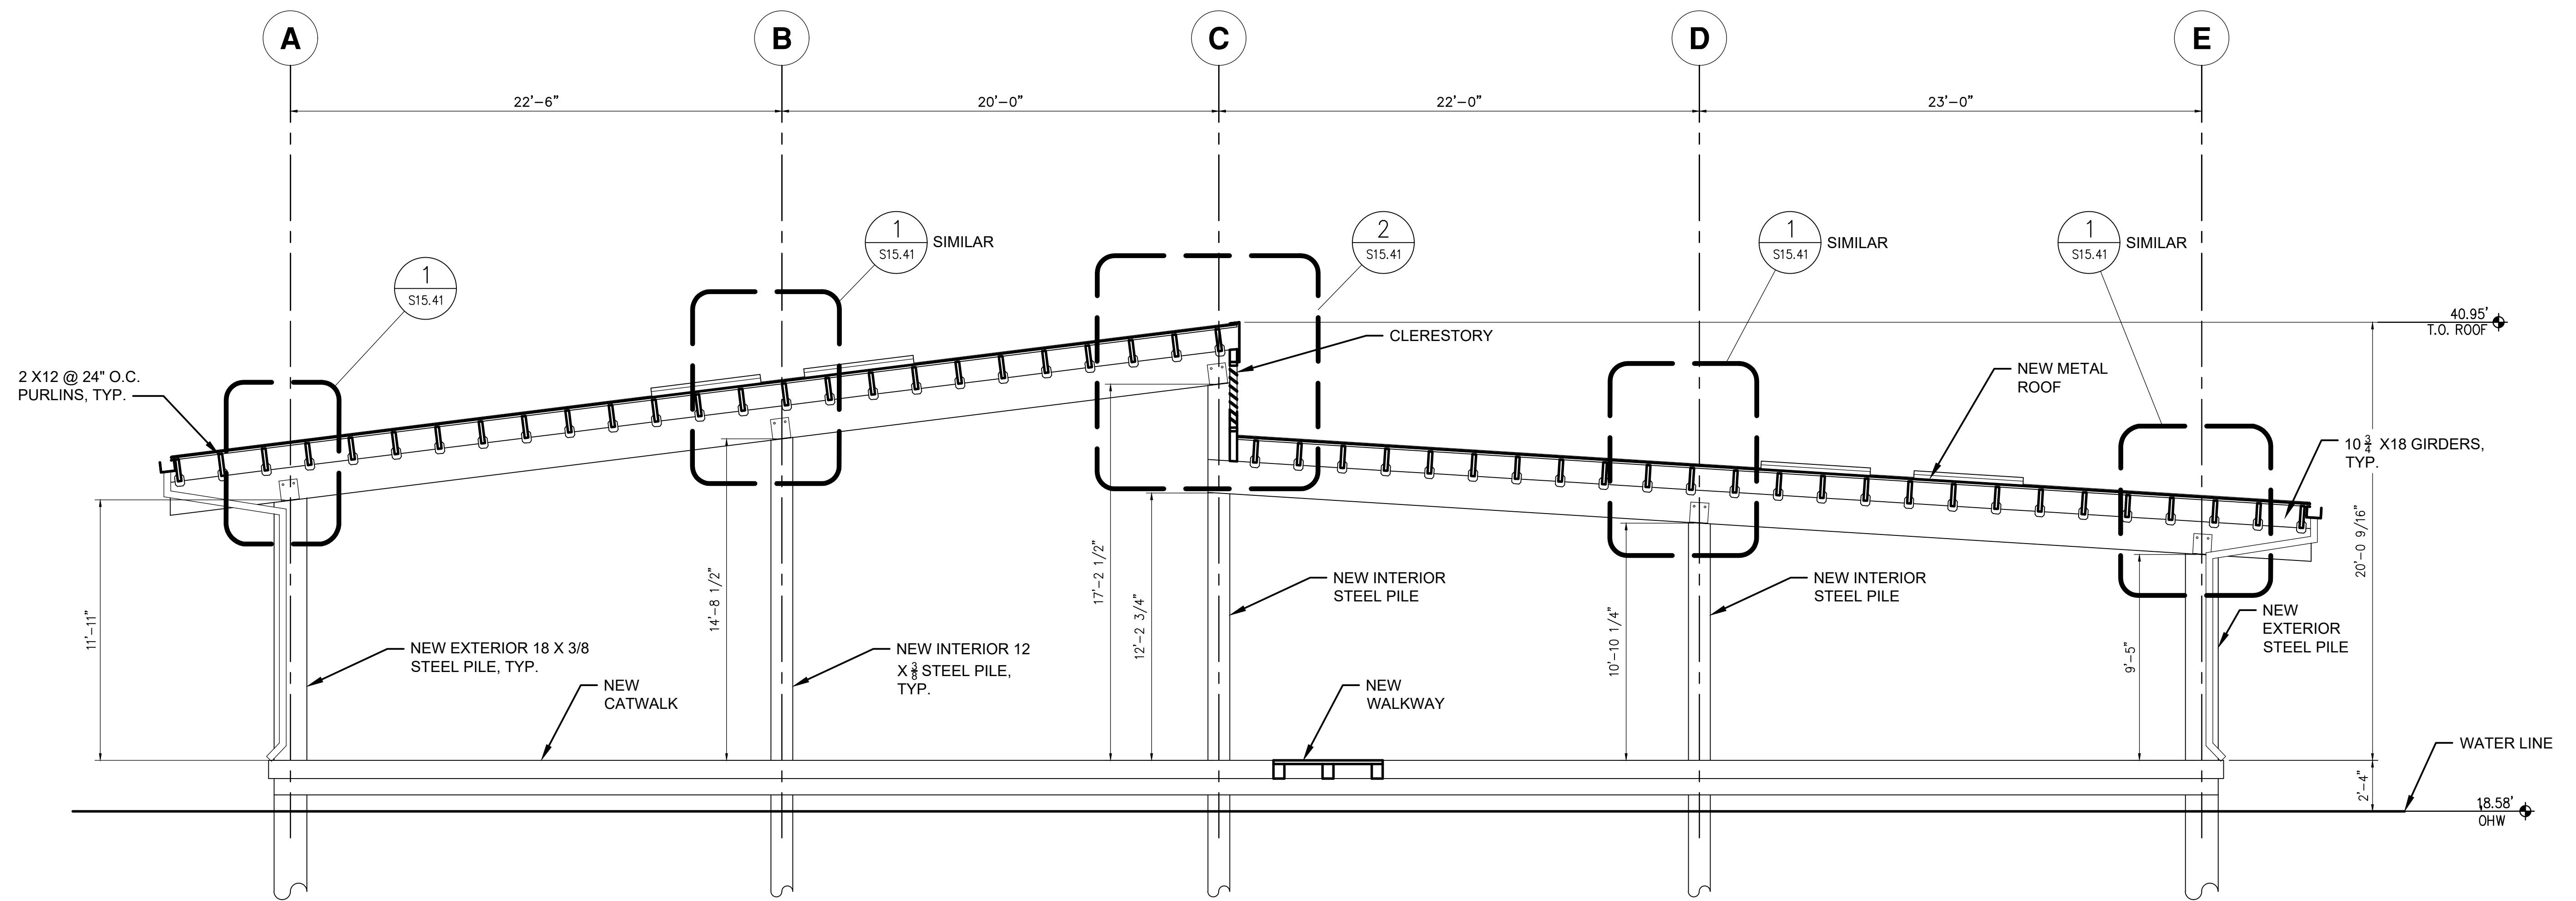 A
B
C
D
E
22'-6"
20'-0"
22'-0"
23'-0"
1
S15.41
SIMILAR
2
S15.41
1
S15.41
SIMILAR
1
S15.41
SIMILAR
1
S15.41
40.95'
T.O. ROOF
CLERESTORY
2 X12 @ 24" O.C.
PURLINS, TYP.
NEW METAL
ROOF
10 3/4 X18 GIRDERS,
TYP.
20'-0 9/16"
11'-11"
14'-8 1/2"
17'-2 1/2"
12'-2 3/4"
10'-10 1/4"
9'-5"
NEW INTERIOR
STEEL PILE
NEW INTERIOR
STEEL PILE
NEW
EXTERIOR
STEEL PILE
NEW EXTERIOR 18 X 3/8
STEEL PILE, TYP.
NEW INTERIOR 12
X 3/8 STEEL PILE,
TYP.
NEW
CATWALK
NEW
WALKWAY
WATER LINE
2'-4"
18.58'
OHW